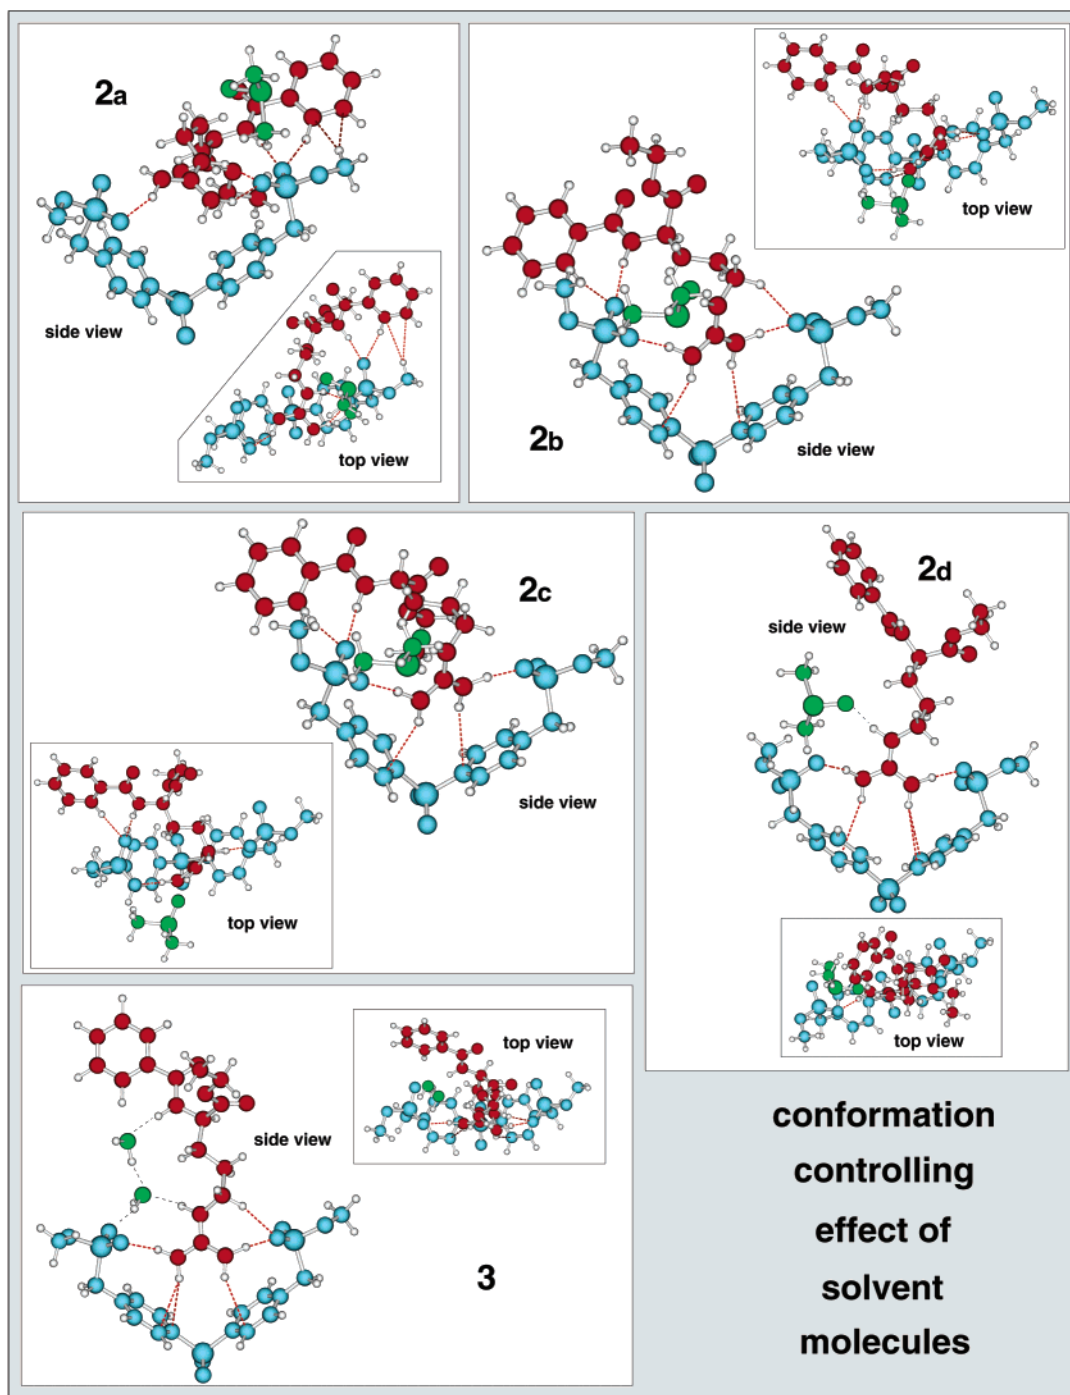 2a
side view
top view
top view
2b
side view
2c
side view
top view
2d
side view
top view
side view
top view
3
conformation
controlling
effect of
solvent
molecules